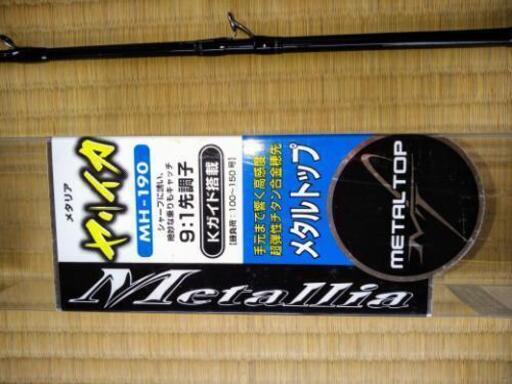 メタリア
ヤリイカ
MH-190
シャープに誘い、
絶妙な乗りもキャッチ
9:1先調子
Kガイド搭載
【錘負荷:100~150号】
手元まで響く高感度
超弾性チタン合金穂先
メタルトップ
METAL TOP
Metallia